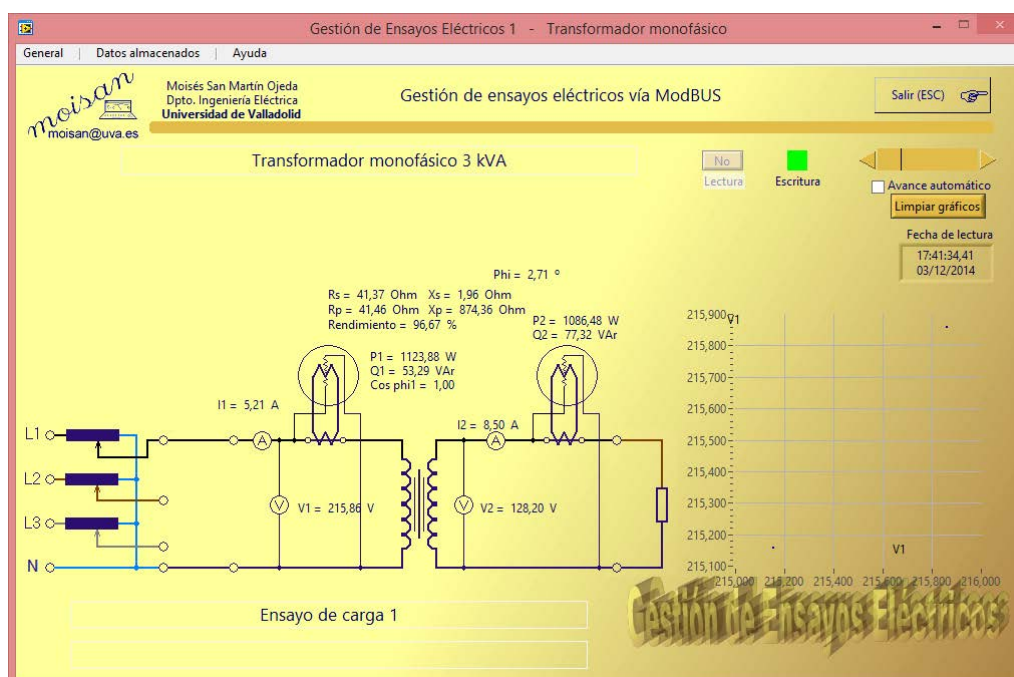 Gestión de Ensayos Eléctricos 1 - Transformador monofásico
General | Datos almacenados | Ayuda
moisan
moisan@uva.es
Moisés San Martín Ojeda
Dpto. Ingeniería Eléctrica
Universidad de Valladolid
Gestión de ensayos eléctricos vía ModBUS
Salir (ESC)
Transformador monofásico 3 kVA
No
Lectura
Escritura
Avance automático
Limpiar gráficos
Fecha de lectura
17:41:34,41
03/12/2014
Phi = 2,71 º
Rs = 41,37 Ohm Xs = 1,96 Ohm
Rp = 41,46 Ohm Xp = 874,36 Ohm
Rendimiento = 96,67 %
P2 = 1086,48 W
Q2 = 77,32 VAr
P1 = 1123,88 W
Q1 = 53,29 VAr
Cos phi1 = 1,00
I1 = 5,21 A
I2 = 8,50 A
L1
A
A
L2
V
V1 = 215,86 V
V
V2 = 128,20 V
L3
N
215,900
V1
215,800
215,700
215,600
215,500
215,400
215,300
215,200
215,100
V1
215,000 215,200 215,400 215,600 215,800 216,000
Gestión de Ensayos Eléctricos
Ensayo de carga 1